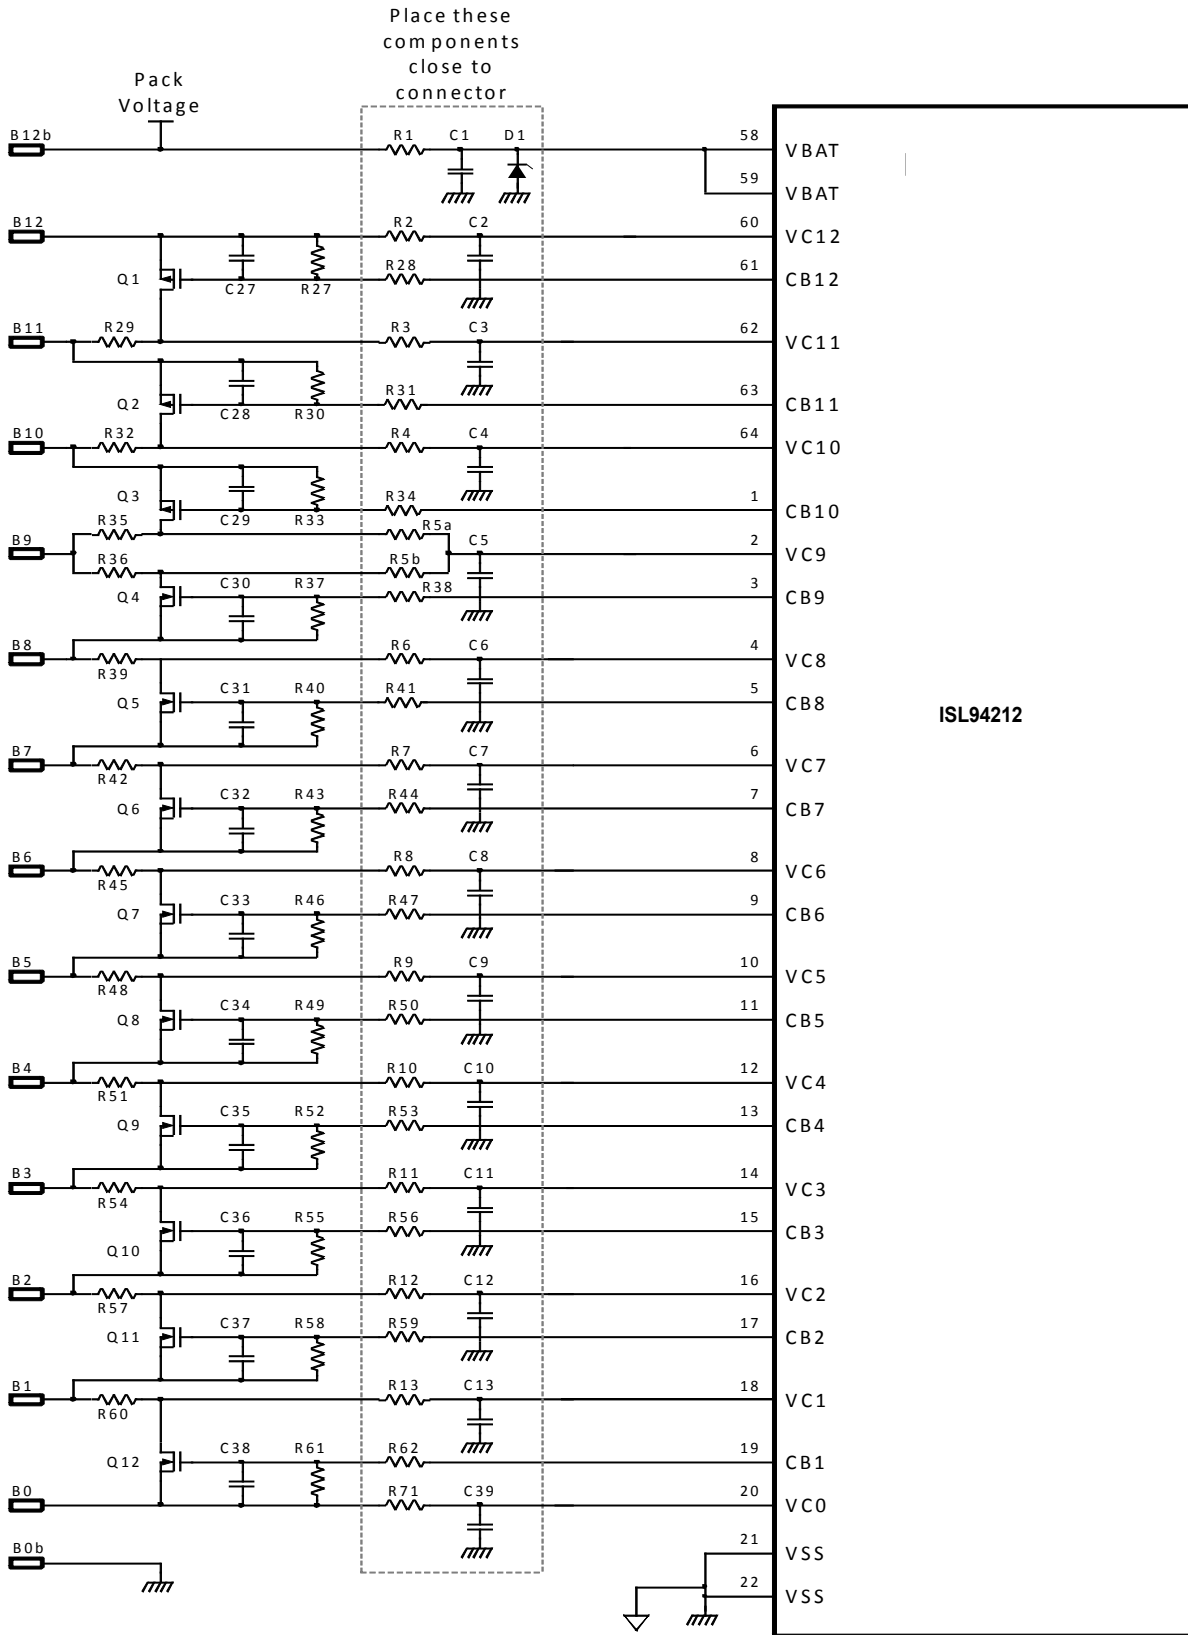 Place these
components
close to
connector
Pack
Voltage
B12b
R1 C1 D1
58 VBAT
59 VBAT
B12 R2 C2 60 VC12
Q1 C27 R27 R28 61 CB12
B11 R29 R3 C3 62 VC11
Q2 C28 R30 R31 63 CB11
B10 R32 R4 C4 64 VC10
Q3 C29 R33 R34 1 CB10
B9 R35 R5a C5 2 VC9
R36 R5b
Q4 C30 R37 R38 3 CB9
B8 R39 R6 C6 4 VC8
Q5 C31 R40 R41 5 CB8
ISL94212
B7 R42 R7 C7 6 VC7
Q6 C32 R43 R44 7 CB7
B6 R45 R8 C8 8 VC6
Q7 C33 R46 R47 9 CB6
B5 R48 R9 C9 10 VC5
Q8 C34 R49 R50 11 CB5
B4 R51 R10 C10 12 VC4
Q9 C35 R52 R53 13 CB4
B3 R54 R11 C11 14 VC3
Q10 C36 R55 R56 15 CB3
B2 R57 R12 C12 16 VC2
Q11 C37 R58 R59 17 CB2
B1 R60 R13 C13 18 VC1
Q12 C38 R61 R62 19 CB1
B0 R71 C39 20 VC0
B0b 21 VSS
22 VSS